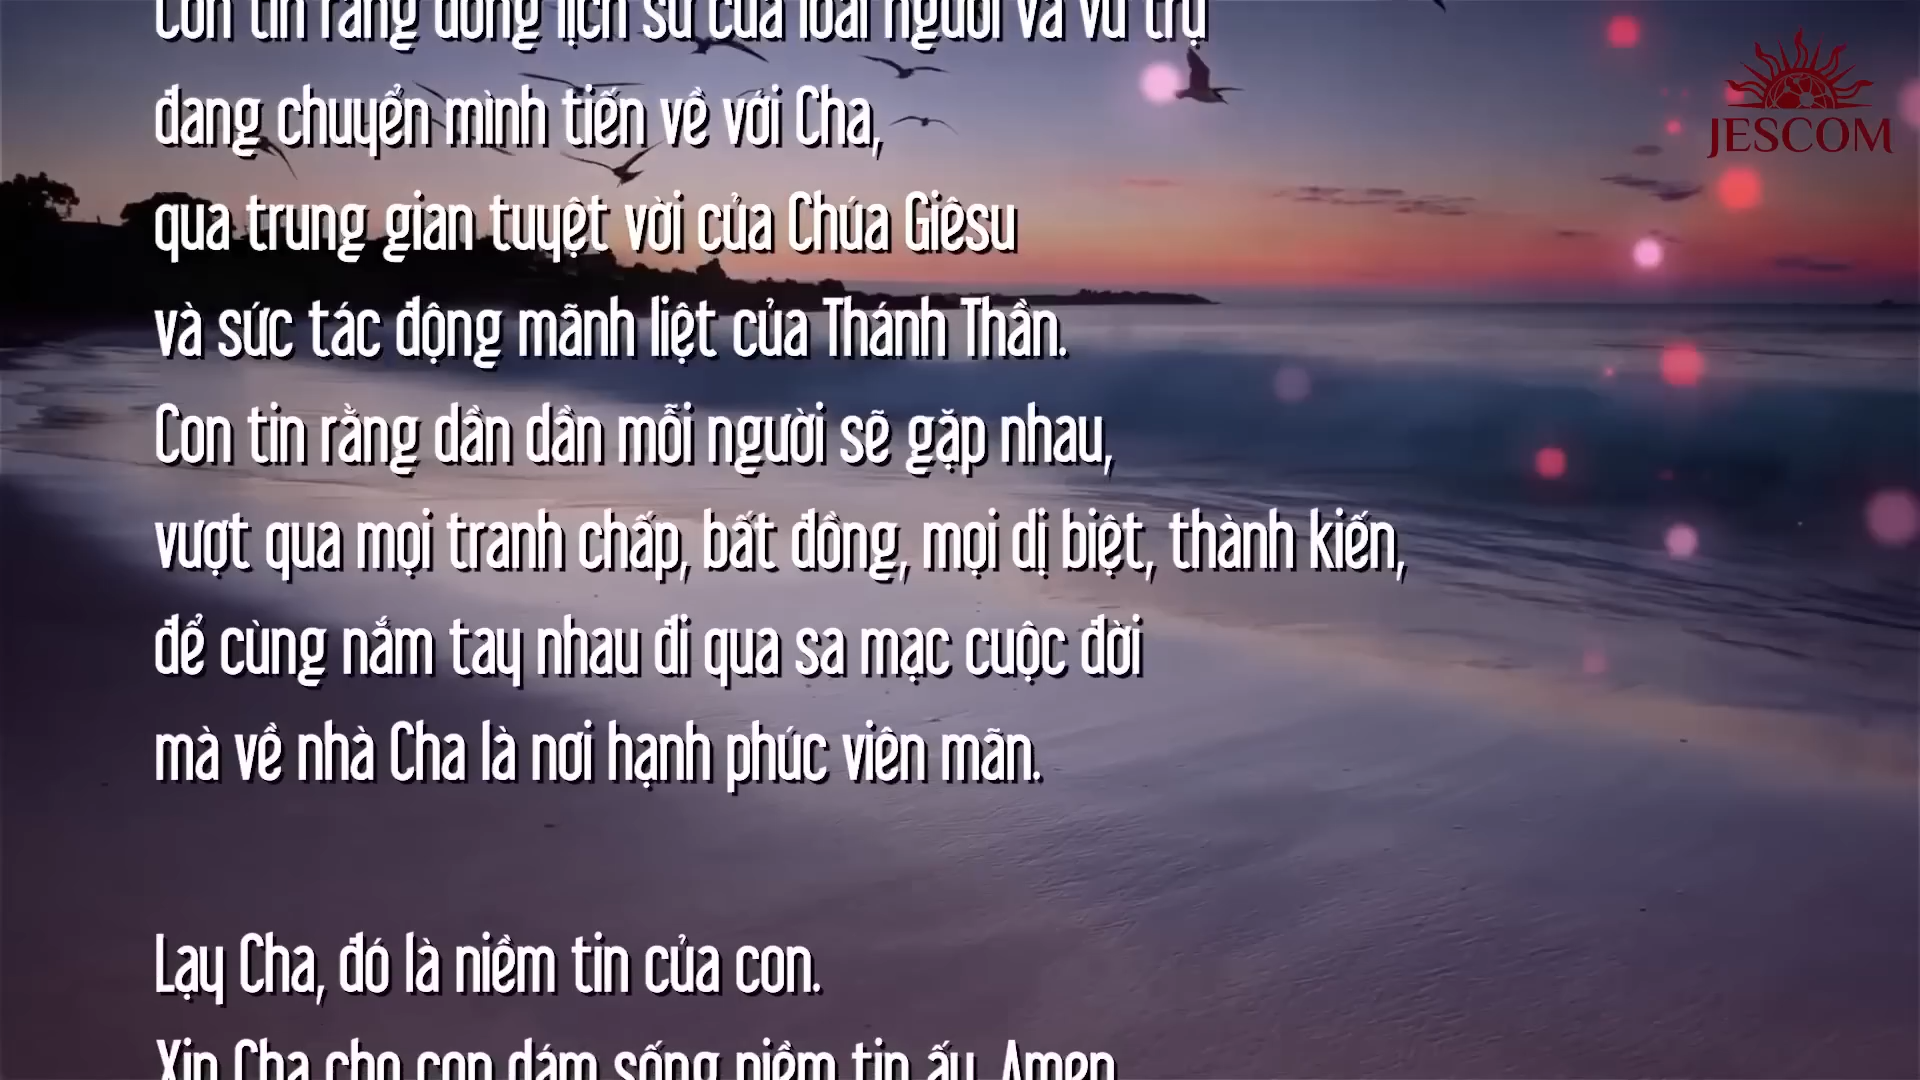 Con tin rằng dòng lịch sử của loài người và vũ trụ
đang chuyển mình tiến về với Cha,
qua trung gian tuyệt vời của Chúa Giêsu
và sức tác động mãnh liệt của Thánh Thần.
Con tin rằng dần dần mỗi người sẽ gặp nhau,
vượt qua mọi tranh chấp, bất đồng, mọi dị biệt, thành kiến,
để cùng nắm tay nhau đi qua sa mạc cuộc đời
mà về nhà Cha là nơi hạnh phúc viên mãn.
Lạy Cha, đó là niềm tin của con.
Xin Cha cho con dám sống niềm tin ấy. Amen
JESCOM